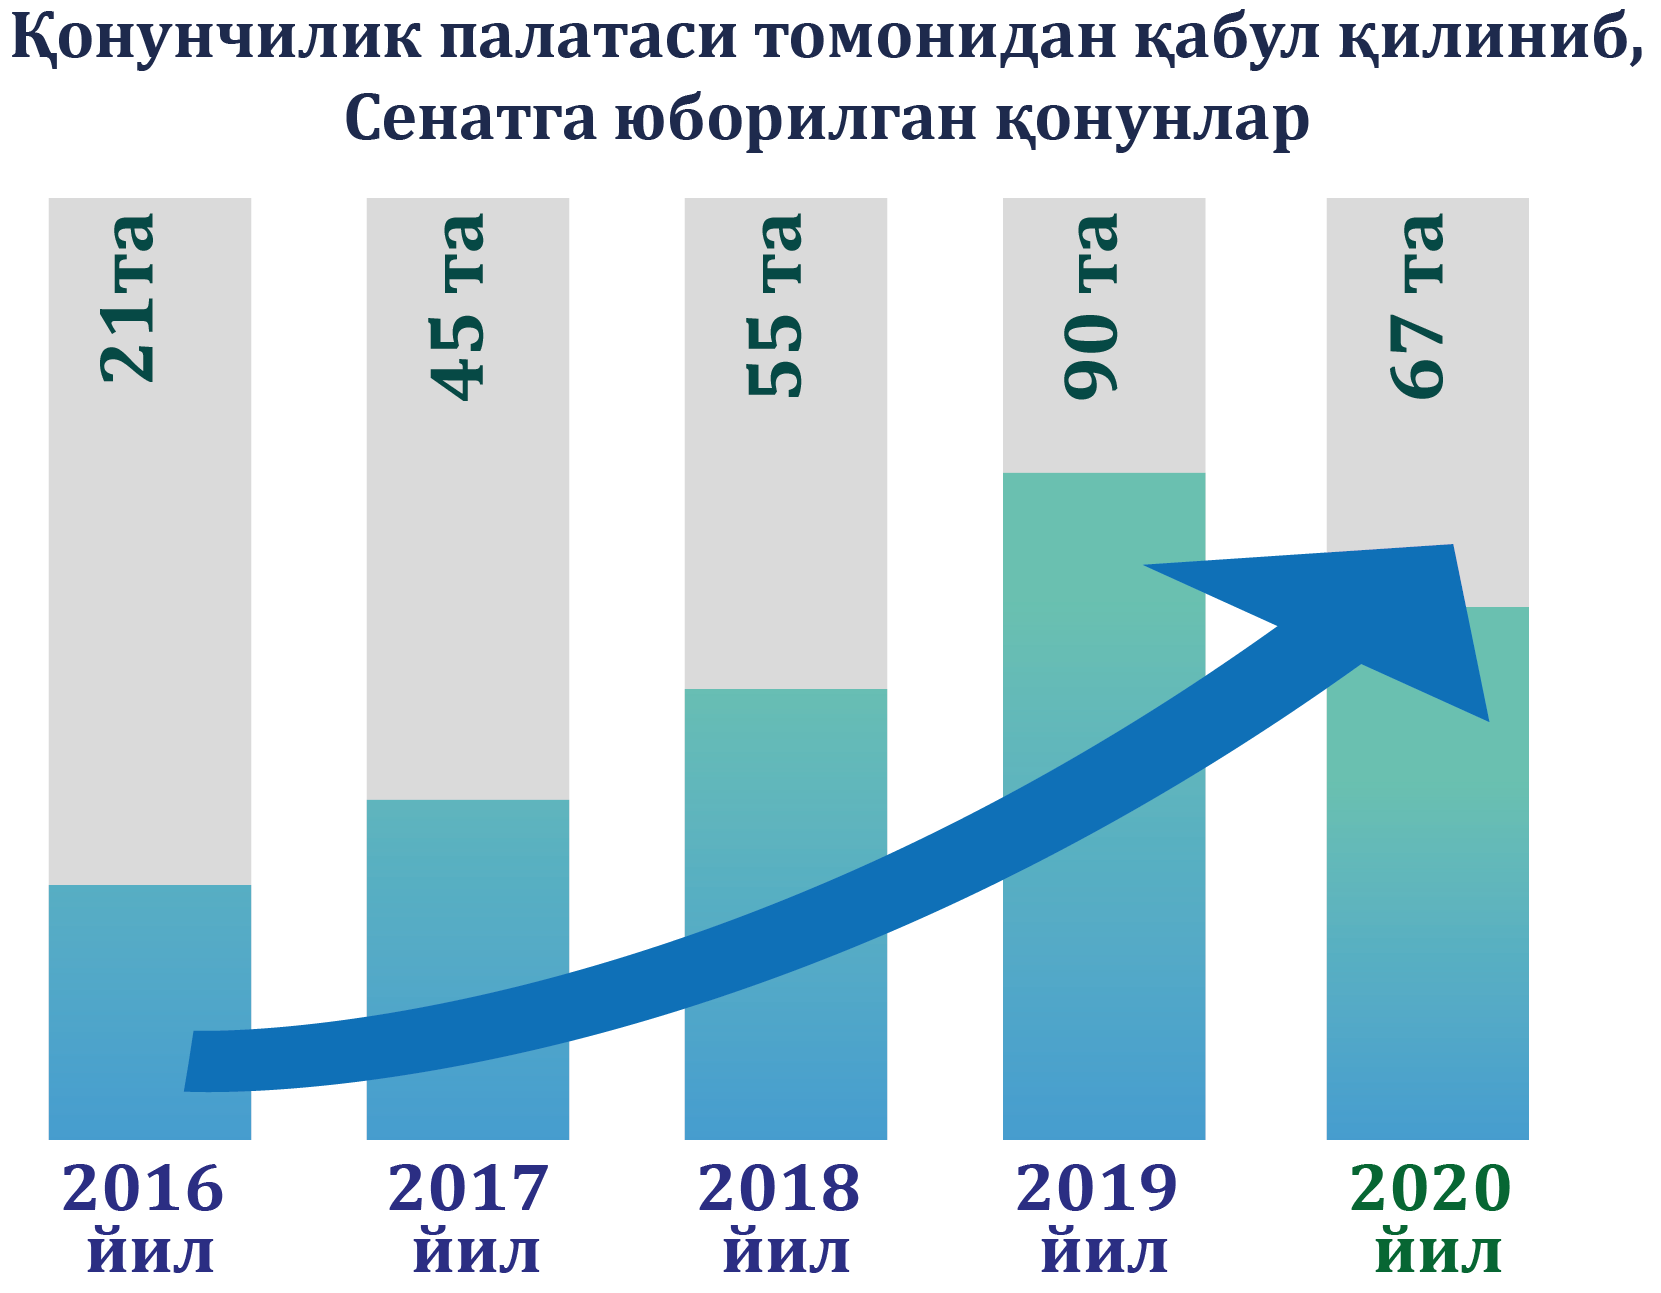 Қонунчилик палатаси томонидан қабул қилиниб,
Сенатга юборилган қонунлар
21та
45 та
55 та
90 та
67 та
2016
йил
2017
йил
2018
йил
2019
йил
2020
йил